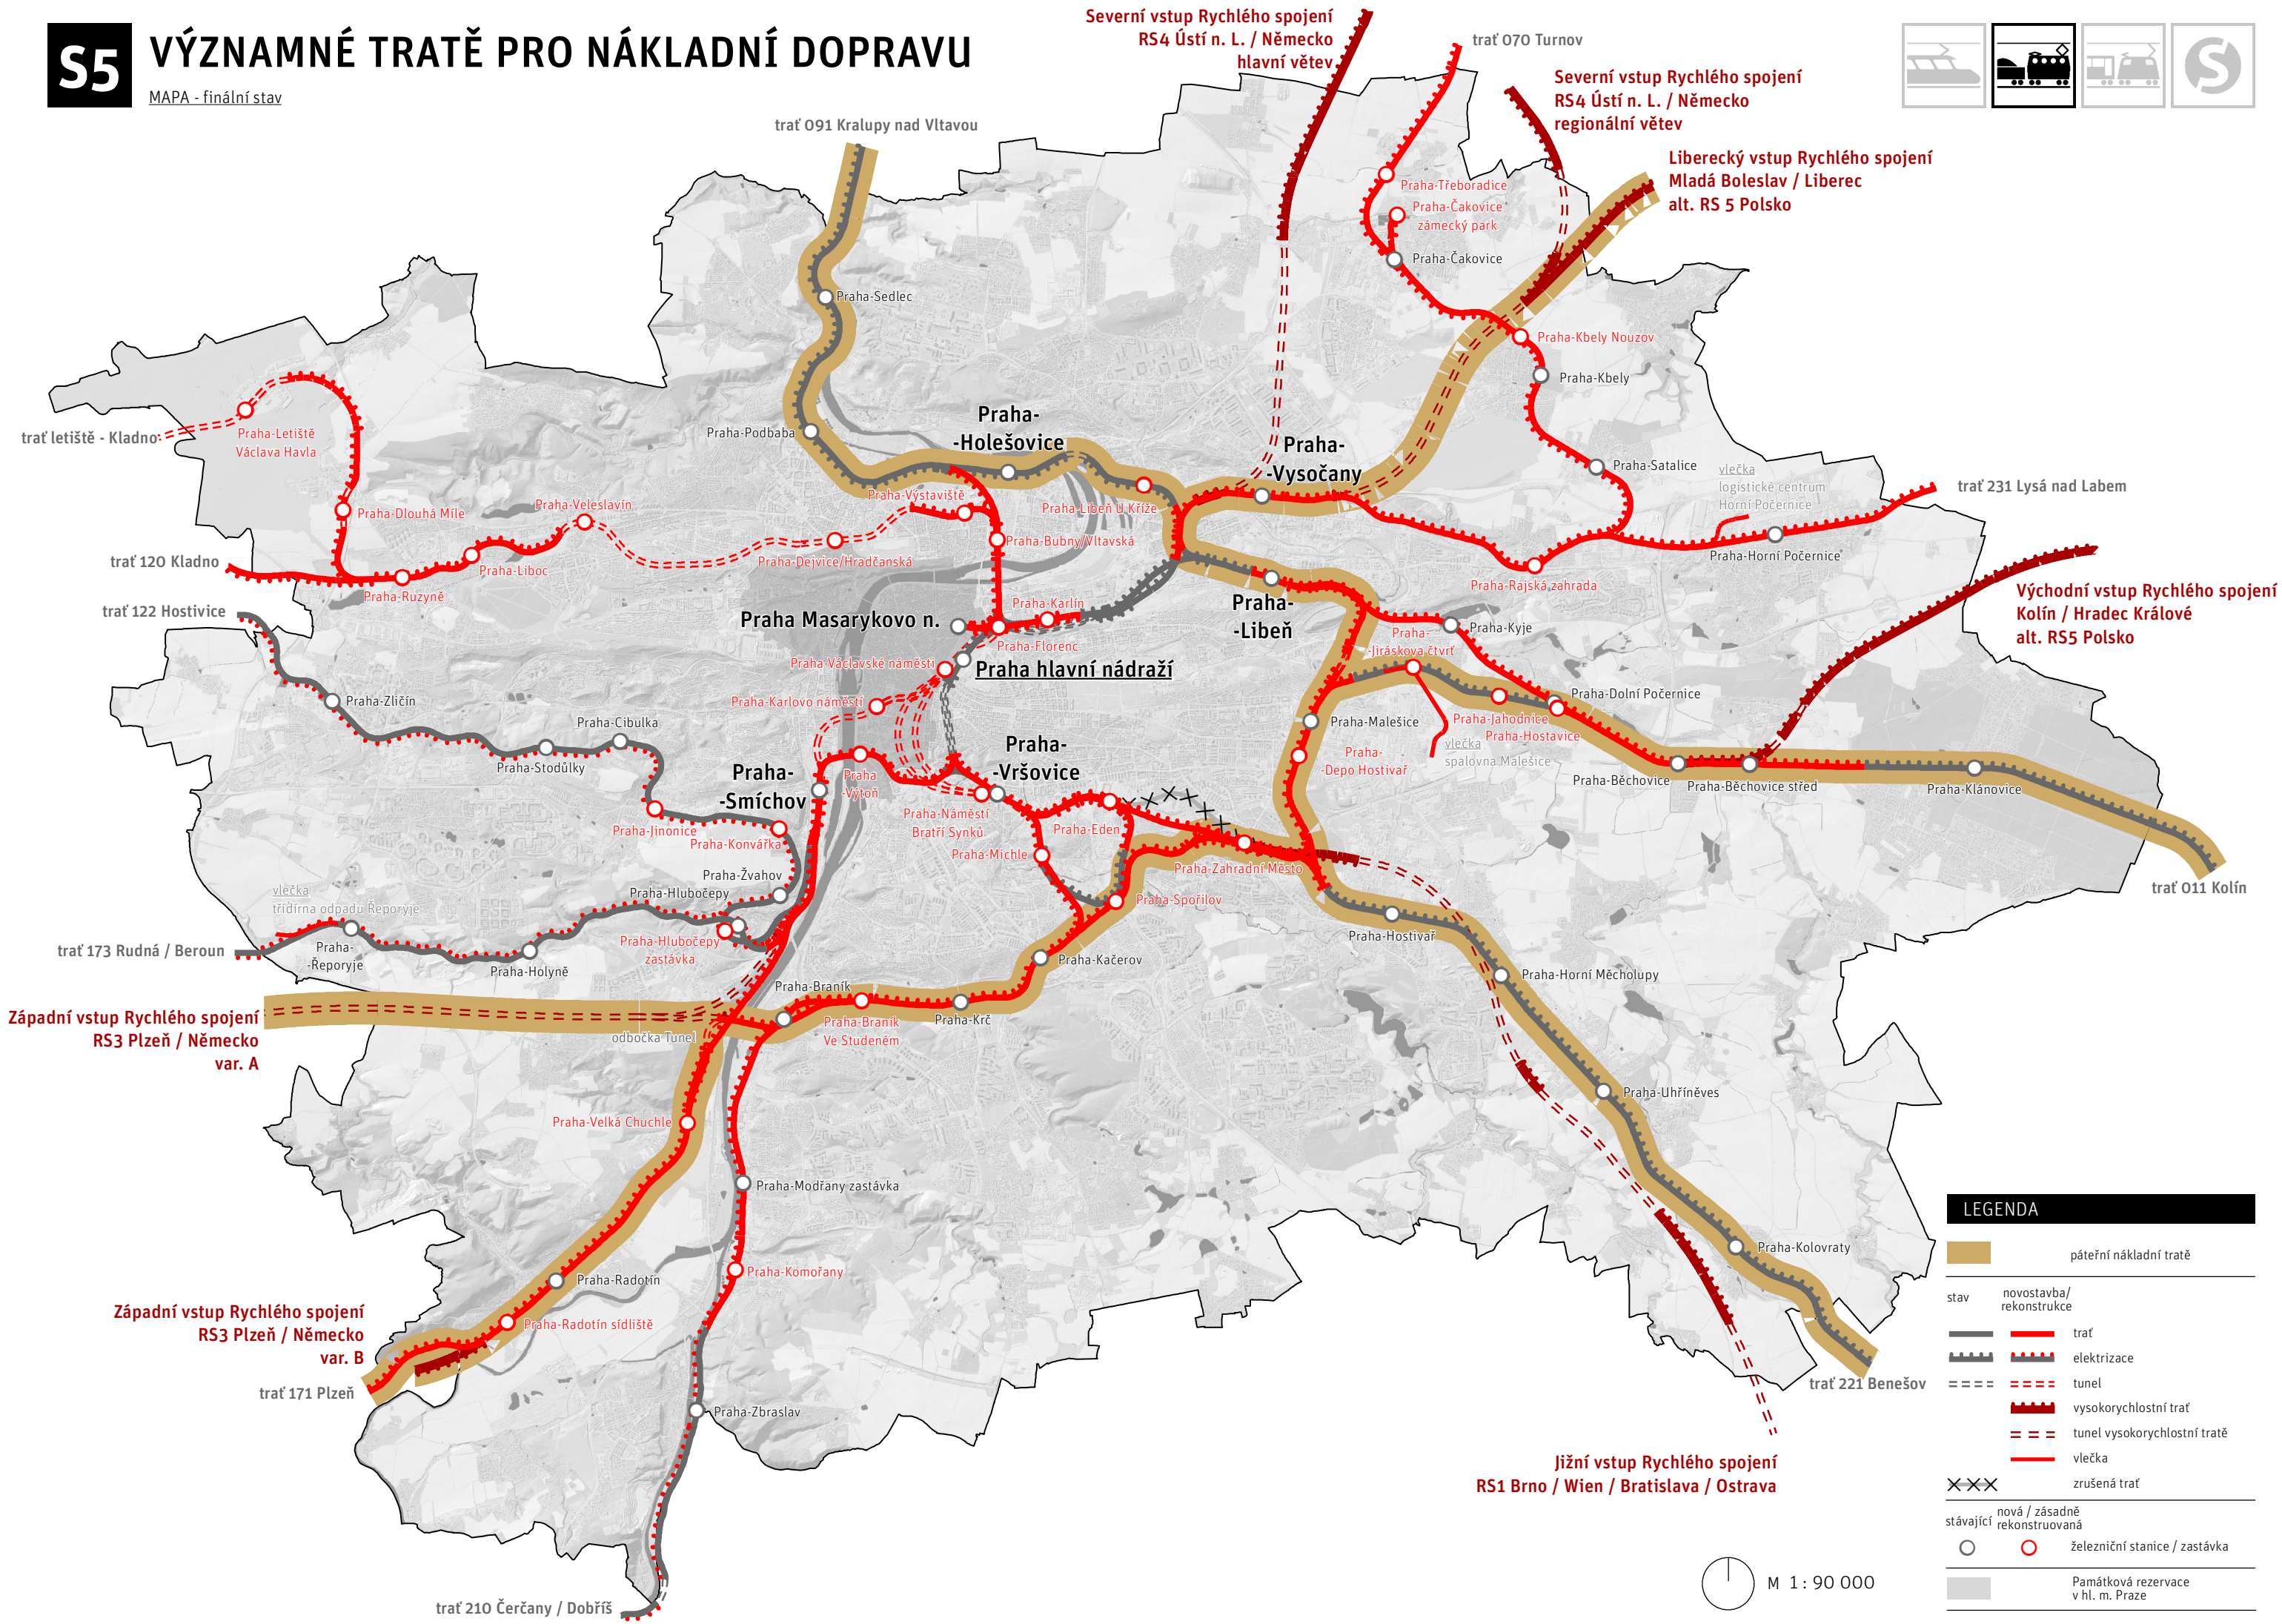 S5
VÝZNAMNÉ TRATĚ PRO NÁKLADNÍ DOPRAVU
MAPA - finální stav
Severní vstup Rychlého spojení
RS4 Ústí n. L. / Německo
hlavní větev
trať 070 Turnov
Severní vstup Rychlého spojení
RS4 Ústí n. L. / Německo
regionální větev
Liberecký vstup Rychlého spojení
Mladá Boleslav / Liberec
alt. RS 5 Polsko
S
trať 091 Kralupy nad Vltavou
Praha-Třeboradice
Praha-Čakovice
zámecký park
Praha-Čakovice
Praha-Sedlec
Praha-Kbely Nouzov
Praha-Kbely
trať letiště - Kladno
Praha-Letiště
Václava Havla
Praha-Podbaba
Praha-
-Holešovice
Praha-
-Vysočany
Praha-Satalice
vlečka
logistické centrum
Horní Počernice
trať 231 Lysá nad Labem
Praha-Dlouhá Míle
Praha-Veleslavín
Praha-Výstaviště
Praha-Libeň U Kříže
Praha-Bubny/Vltavská
Praha-Dejvice/Hradčanská
Praha-Horní Počernice
trať 120 Kladno
Praha-Liboc
Praha-Ruzyně
Praha-Rajská zahrada
Východní vstup Rychlého spojení
Kolín / Hradec Králové
alt. RS5 Polsko
trať 122 Hostivice
Praha Masarykovo n.
Praha-Karlín
Praha-Florenc
Praha-
-Libeň
Praha-Kyje
Praha-
-Jiráskova čtvrť
Praha Václavské náměstí
Praha hlavní nádraží
Praha-Karlovo náměstí
Praha-Zličín
Praha-Cibulka
Praha-Stodůlky
Praha-Dolní Počernice
Praha-Malešice
Praha-Jahodnice
Praha-Hostavice
vlečka
spalovna Malešice
Praha-
-Depo Hostivař
Praha-
-Smíchov
Praha
-Výtoň
Praha-
-Vršovice
Praha-Běchovice
Praha-Běchovice střed
Praha-Klánovice
Praha-Náměstí
Bratří Synků
Praha-Jinonice
Praha-Konvářka
Praha-Eden
Praha-Michle
Praha-Zahradní Město
trať 011 Kolín
Praha-Žvahov
Praha-Hlubočepy
vlečka
třídírna odpadu Řeporyje
Praha-Spořilov
Praha-Hlubočepy
zastávka
Praha-Hostivař
trať 173 Rudná / Beroun
Praha-
-Řeporyje
Praha-Holyně
Praha-Kačerov
Praha-Horní Měcholupy
Praha-Braník
Západní vstup Rychlého spojení
RS3 Plzeň / Německo
var. A
odbočka Tunel
Praha-Braník
Ve Studeném
Praha-Krč
Praha-Uhříněves
Praha-Velká Chuchle
Praha-Modřany zastávka
Praha-Komořany
Praha-Kolovraty
Praha-Radotín
Praha-Radotín sídliště
Západní vstup Rychlého spojení
RS3 Plzeň / Německo
var. B
trať 171 Plzeň
trať 221 Benešov
Praha-Zbraslav
Jižní vstup Rychlého spojení
RS1 Brno / Wien / Bratislava / Ostrava
trať 210 Čerčany / Dobříš
M 1 : 90 000
LEGENDA
páteřní nákladní tratě
stav
novostavba/
rekonstrukce
trať
elektrizace
tunel
vysokorychlostní trať
tunel vysokorychlostní tratě
vlečka
zrušená trať
stávající
nová / zásadně
rekonstruovaná
železniční stanice / zastávka
Památková rezervace
v hl. m. Praze